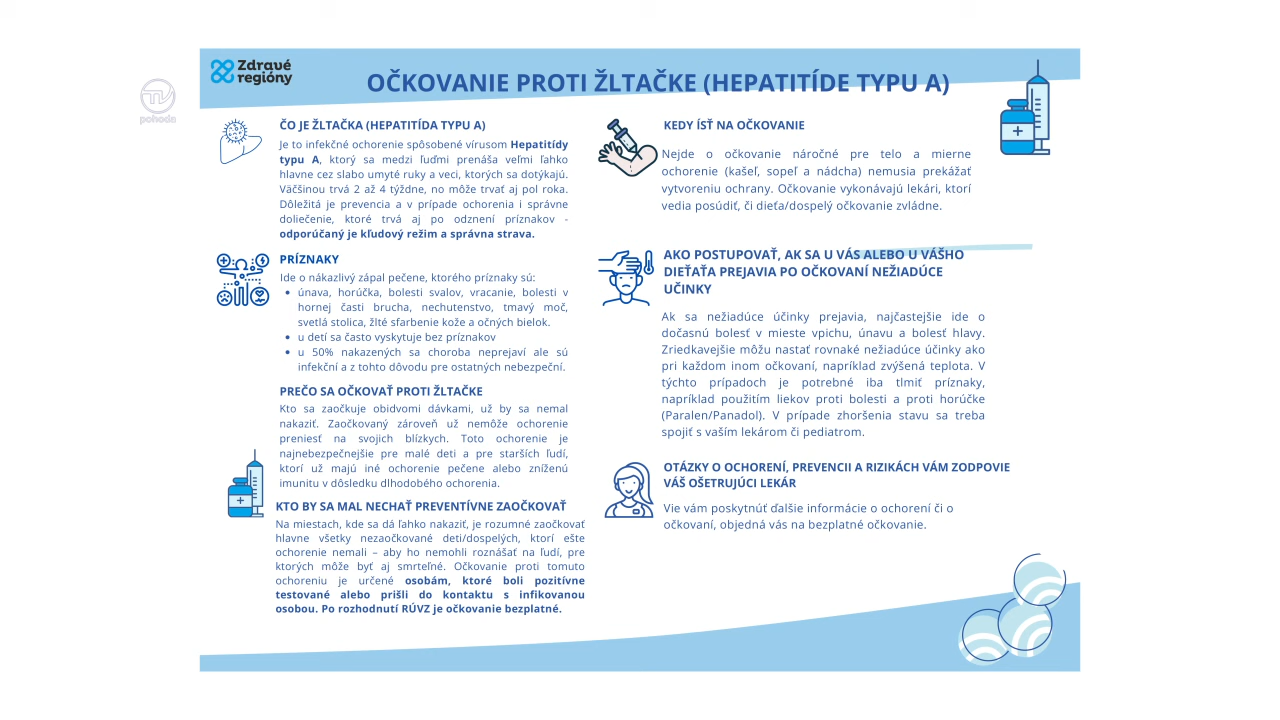 Zdravé
regióny
TV
pohoda
OČKOVANIE PROTI ŽLTAČKE (HEPATITÍDE TYPU A)
ČO JE ŽLTAČKA (HEPATITÍDA TYPU A)
Je to infekčné ochorenie spôsobené vírusom Hepatitídy
typu A, ktorý sa medzi ľuďmi prenáša veľmi ľahko
hlavne cez slabo umyté ruky a veci, ktorých sa dotýkajú.
Väčšinou trvá 2 až 4 týždne, no môže trvať aj pol roka.
Dôležitá je prevencia a v prípade ochorenia i správne
doliečenie, ktoré trvá aj po odznení príznakov -
odporúčaný je kľudový režim a správna strava.
PRÍZNAKY
Ide o nákazlivý zápal pečene, ktorého príznaky sú:
• únava, horúčka, bolesti svalov, vracanie, bolesti v
hornej časti brucha, nechutenstvo, tmavý moč,
svetlá stolica, žlté sfarbenie kože a očných bielok.
• u detí sa často vyskytuje bez príznakov
• u 50% nakazených sa choroba neprejaví ale sú
infekční a z tohto dôvodu pre ostatných nebezpeční.
PREČO SA OČKOVAŤ PROTI ŽLTAČKE
Kto sa zaočkuje obidvomi dávkami, už by sa nemal
nakaziť. Zaočkovaný zároveň už nemôže ochorenie
preniesť na svojich blízkych. Toto ochorenie je
najnebezpečnejšie pre malé deti a pre starších ľudí,
ktorí už majú iné ochorenie pečene alebo zníženú
imunitu v dôsledku dlhodobého ochorenia.
KTO BY SA MAL NECHAŤ PREVENTÍVNE ZAOČKOVAŤ
Na miestach, kde sa dá ľahko nakaziť, je rozumné zaočkovať
hlavne všetky nezaočkované deti/dospelých, ktorí ešte
ochorenie nemali – aby ho nemohli roznášať na ľudí, pre
ktorých môže byť aj smrteľné. Očkovanie proti tomuto
ochoreniu je určené osobám, ktoré boli pozitívne
testované alebo prišli do kontaktu s infikovanou
osobou. Po rozhodnutí RÚVZ je očkovanie bezplatné.
KEDY ÍSŤ NA OČKOVANIE
Nejde o očkovanie náročné pre telo a mierne
ochorenie (kašeľ, sopeľ a nádcha) nemusia prekážať
vytvoreniu ochrany. Očkovanie vykonávajú lekári, ktorí
vedia posúdiť, či dieťa/dospelý očkovanie zvládne.
AKO POSTUPOVAŤ, AK SA U VÁS ALEBO U VÁŠHO
DIEŤAŤA PREJAVIA PO OČKOVANÍ NEŽIADÚCE
UČINKY
Ak sa nežiadúce účinky prejavia, najčastejšie ide o
dočasnú bolesť v mieste vpichu, únavu a bolesť hlavy.
Zriedkavejšie môžu nastať rovnaké nežiadúce účinky ako
pri každom inom očkovaní, napríklad zvýšená teplota. V
týchto prípadoch je potrebné iba tlmiť príznaky,
napríklad použitím liekov proti bolesti a proti horúčke
(Paralen/Panadol). V prípade zhoršenia stavu sa treba
spojiť s vaším lekárom či pediatrom.
OTÁZKY O OCHORENÍ, PREVENCII A RIZIKÁCH VÁM ZODPOVIE
VÁŠ OŠETRUJÚCI LEKÁR
Vie vám poskytnúť ďalšie informácie o ochorení či o
očkovaní, objedná vás na bezplatné očkovanie.